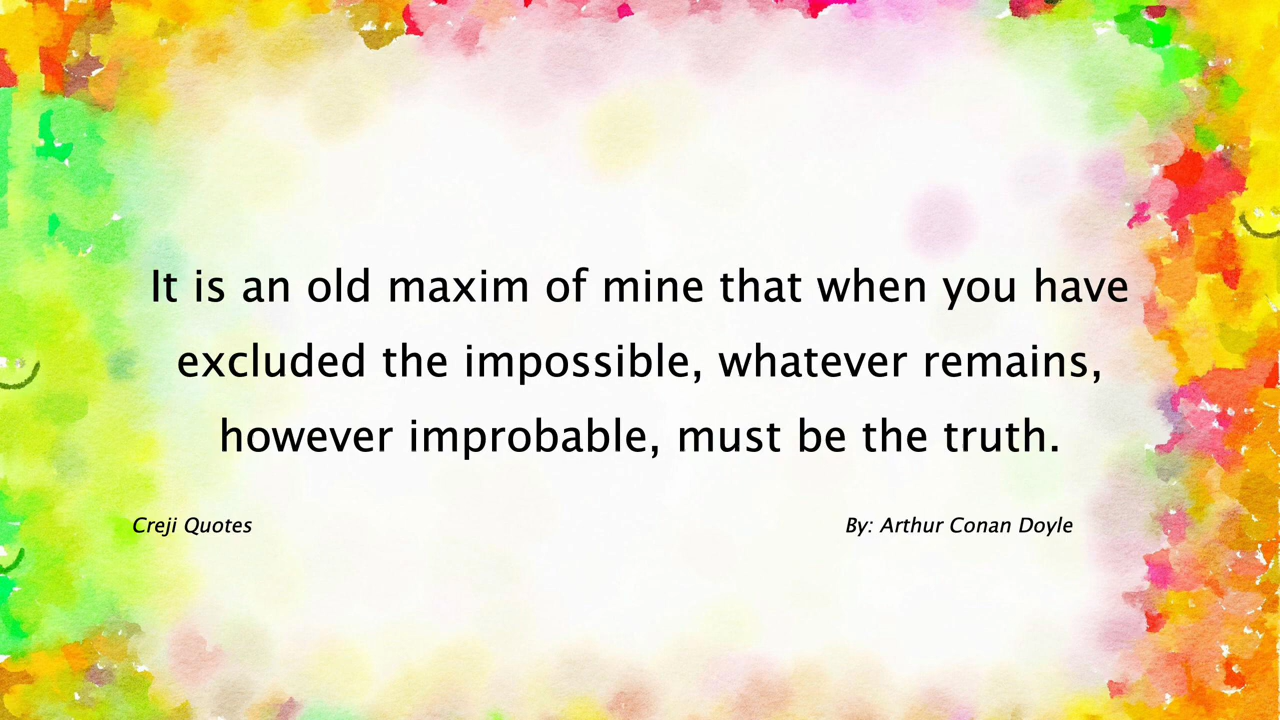 It is an old maxim of mine that when you have
excluded the impossible, whatever remains,
however improbable, must be the truth.
Creji Quotes
By: Arthur Conan Doyle